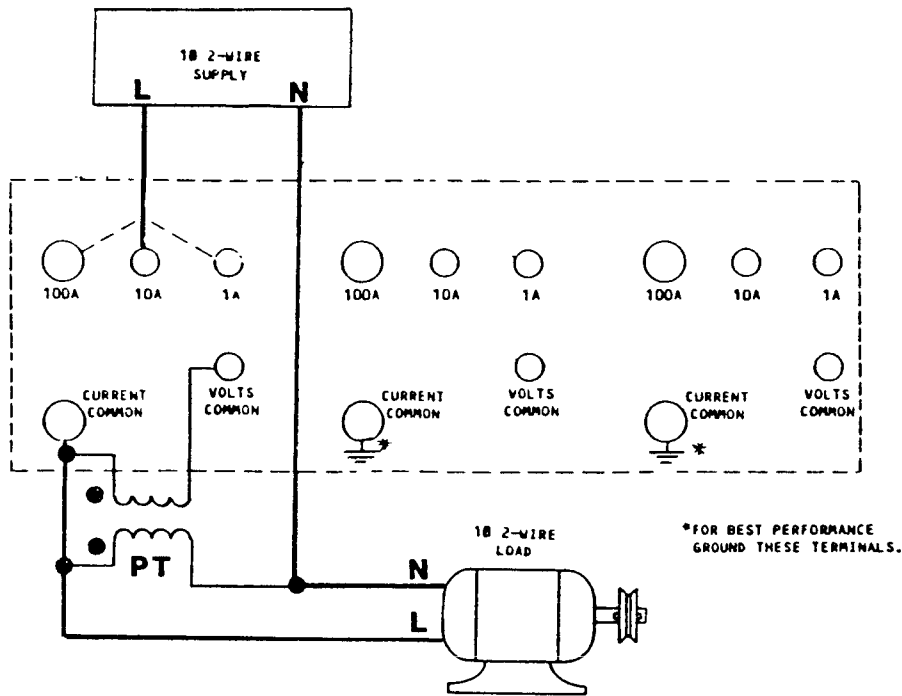 1Ø 2-WIRE
SUPPLY
L N
100A 10A 1A 100A 10A 1A 100A 10A 1A
CURRENT
COMMON
VOLTS
COMMON
CURRENT
COMMON
*
VOLTS
COMMON
CURRENT
COMMON
*
VOLTS
COMMON
PT
1Ø 2-WIRE
LOAD
N
L
*FOR BEST PERFORMANCE
GROUND THESE TERMINALS.